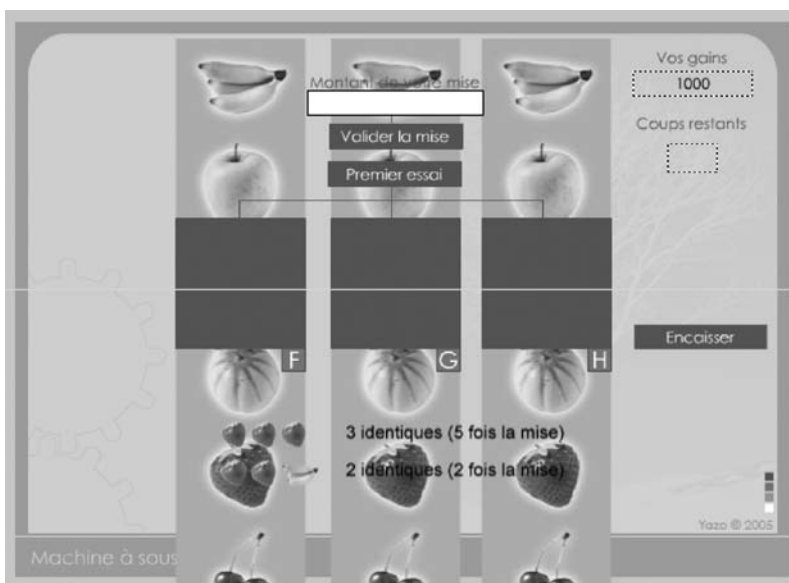 Vos gains
Montant de votre mise
1000
Valider la mise
Coups restants
Premier essai
Encaisser
F
G
H
3 identiques (5 fois la mise)
2 identiques (2 fois la mise)
Yazo © 2005
Machine à sous